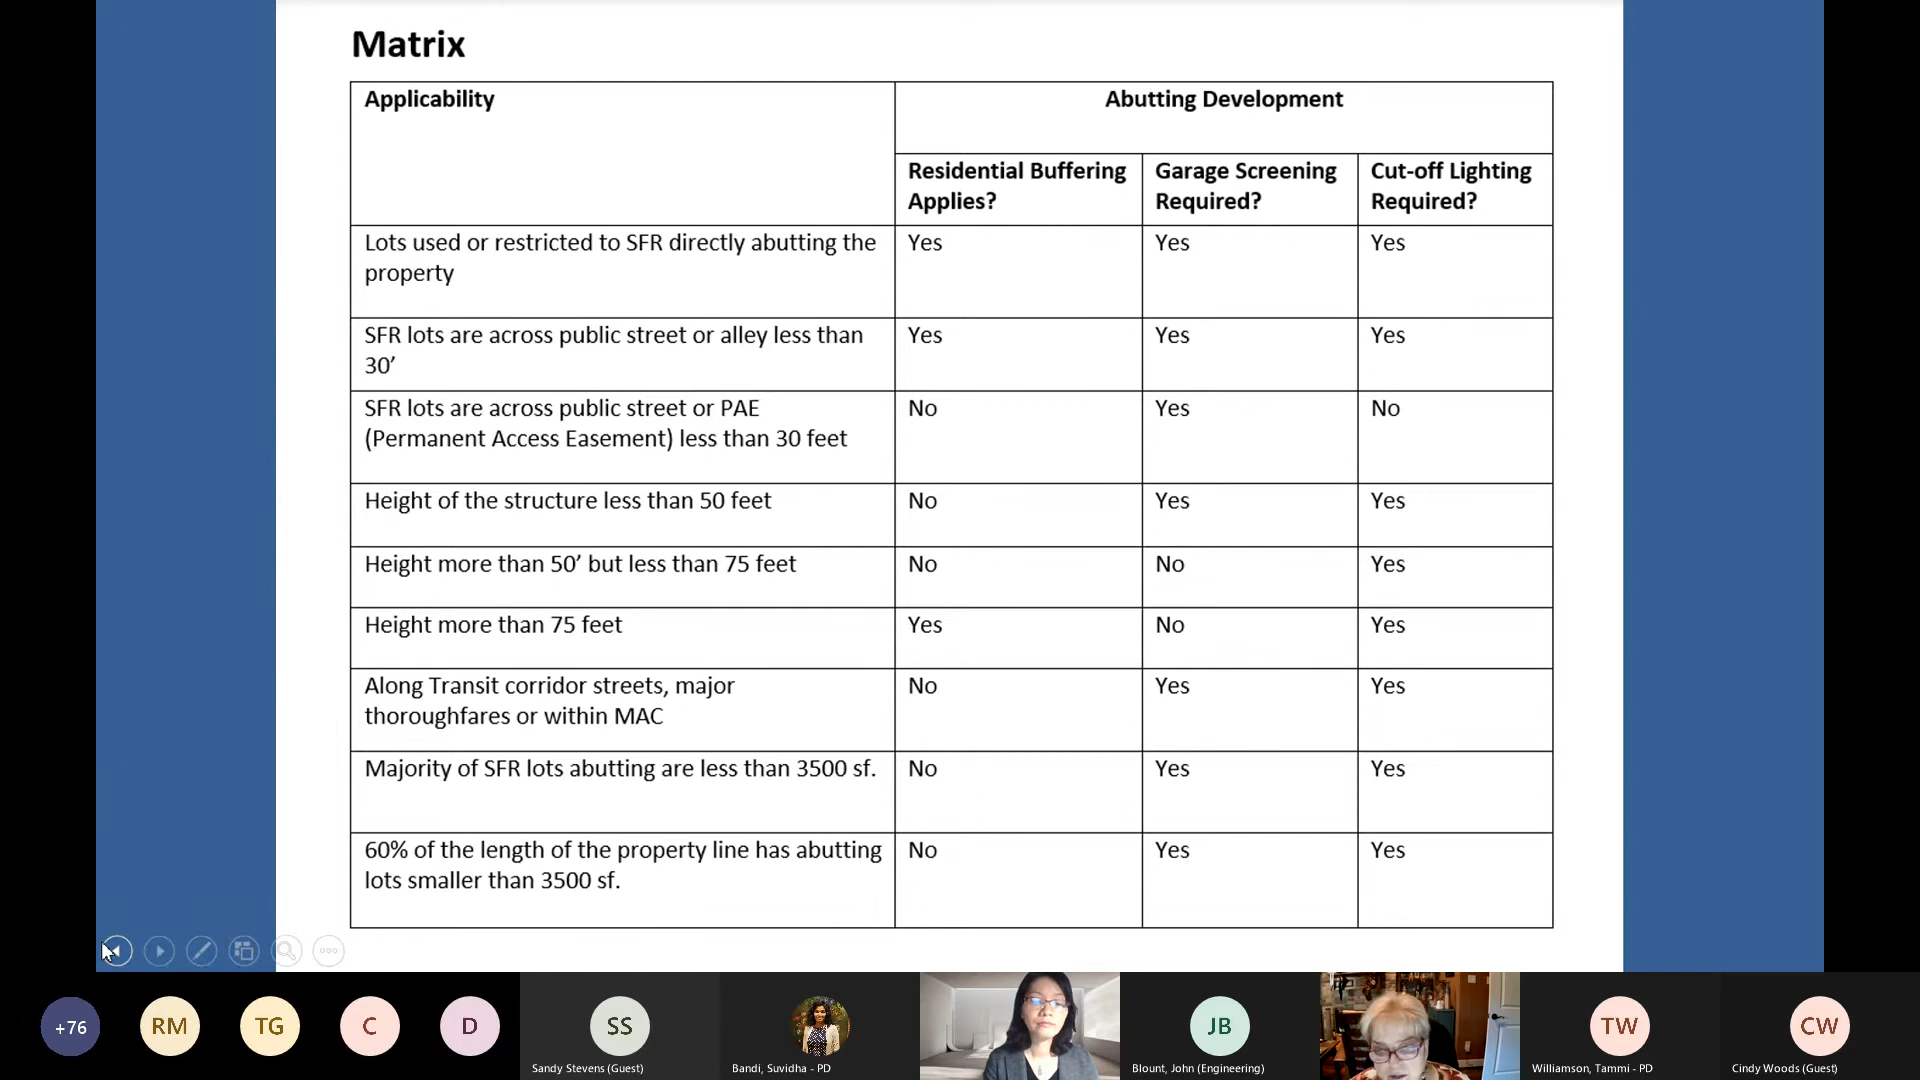 Matrix
Applicability
Abutting Development
Residential Buffering
Applies?
Garage Screening
Required?
Cut-off Lighting
Required?
Lots used or restricted to SFR directly abutting the
property
Yes
Yes
Yes
SFR lots are across public street or alley less than
30’
Yes
Yes
Yes
SFR lots are across public street or PAE
(Permanent Access Easement) less than 30 feet
No
Yes
No
Height of the structure less than 50 feet
No
Yes
Yes
Height more than 50’ but less than 75 feet
No
No
Yes
Height more than 75 feet
Yes
No
Yes
Along Transit corridor streets, major
thoroughfares or within MAC
No
Yes
Yes
Majority of SFR lots abutting are less than 3500 sf.
No
Yes
Yes
60% of the length of the property line has abutting
lots smaller than 3500 sf.
No
Yes
Yes
+76
RM
TG
C
D
SS
Sandy Stevens (Guest)
Bandi, Suvidha - PD
JB
Blount, John (Engineering)
TW
Williamson, Tammi - PD
CW
Cindy Woods (Guest)